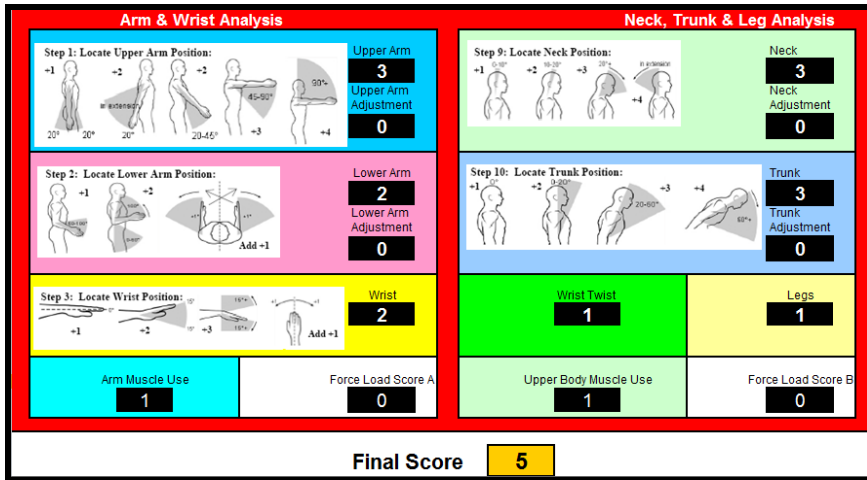 Arm & Wrist Analysis
Neck, Trunk & Leg Analysis
Step 1: Locate Upper Arm Position:
+1
+2
+2
in extension
45-90°
90°+
20°
20°
20°
20-45°
+3
+4
Upper Arm
3
Upper Arm
Adjustment
0
Step 9: Locate Neck Position:
+1
0-10°
+2
10-20°
+3
20°+
in extension
+4
Neck
3
Neck
Adjustment
0
Step 2: Locate Lower Arm Position:
+1
+2
+1
+1
Add +1
Lower Arm
2
Lower Arm
Adjustment
0
Step 10: Locate Trunk Position:
+1
0°
+2
0-20°
20-60°
+3
+4
60°+
Trunk
3
Trunk
Adjustment
0
Step 3: Locate Wrist Position:
+1
+2
15°
15°
+3
15°+
15°+
+1
+1
Add +1
Wrist
2
Wrist Twist
1
Legs
1
Arm Muscle Use
1
Force Load Score A
0
Upper Body Muscle Use
1
Force Load Score B
0
Final Score
5